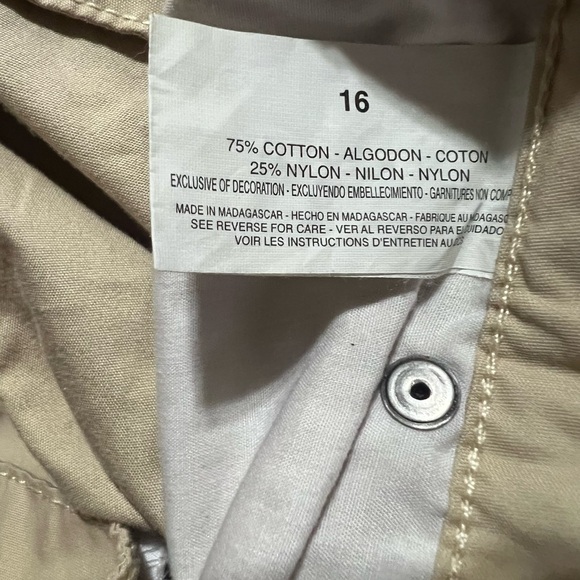 16
75% COTTON - ALGODON - COTON
25% NYLON - NILON - NYLON
EXCLUSIVE OF DECORATION - EXCLUYENDO EMBELLECIMIENTO - GARNITURES NON
MADE IN MADAGASCAR - HECHO EN MADAGASCAR - FABRIQUE AU
SEE REVERSE FOR CARE - VER AL REVERSO PARA
VOIR LES INSTRUCTIONS D'ENTRETIEN AU